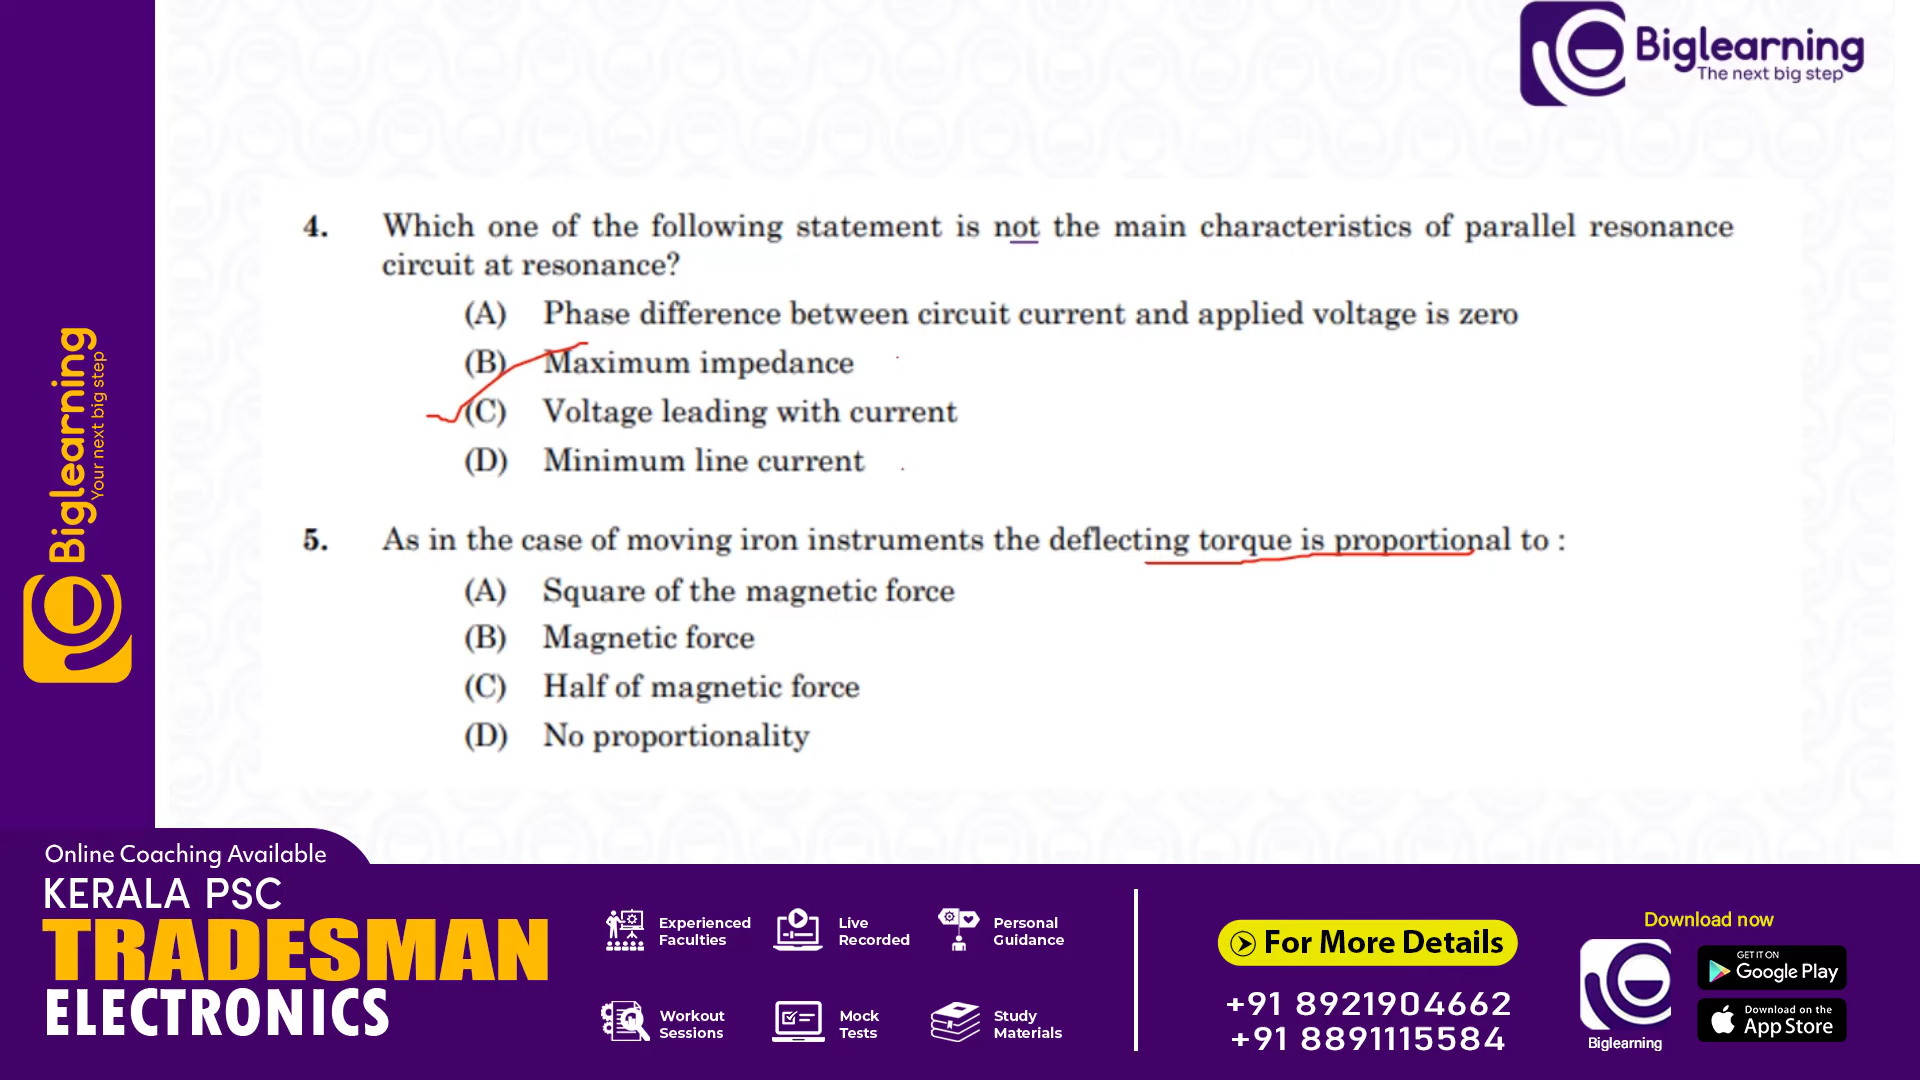 Biglearning
The next big step
4. Which one of the following statement is not the main characteristics of parallel resonance
circuit at resonance?
(A) Phase difference between circuit current and applied voltage is zero
(B) Maximum impedance
(C) Voltage leading with current
(D) Minimum line current
5. As in the case of moving iron instruments the deflecting torque is proportional to :
(A) Square of the magnetic force
(B) Magnetic force
(C) Half of magnetic force
(D) No proportionality
Biglearning
Your next big step
Online Coaching Available
KERALA PSC
TRADESMAN
ELECTRONICS
Experienced
Faculties
Live
Recorded
Personal
Guidance
Workout
Sessions
Mock
Tests
Study
Materials
For More Details
+91 8921904662
+91 8891115584
Download now
Biglearning
GET IT ON
Google Play
Download on the
App Store